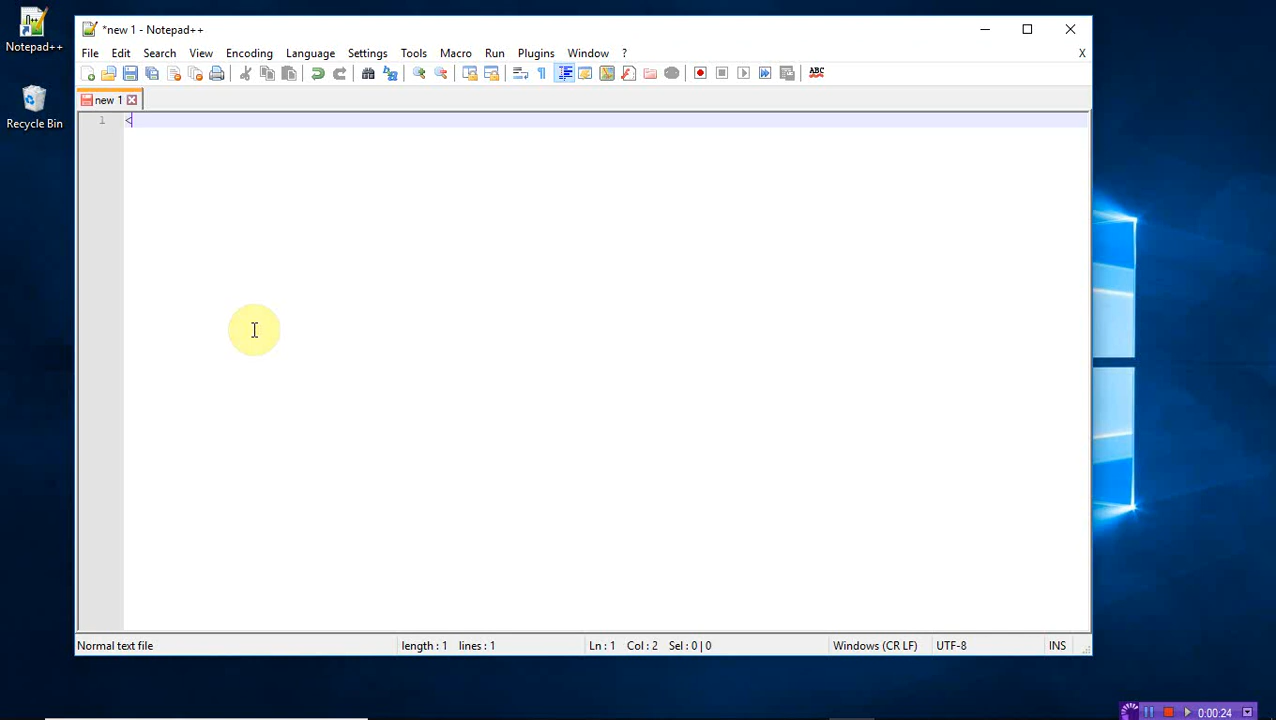 *new 1 - Notepad++
File Edit Search View Encoding Language Settings Tools Macro Run Plugins Window ? X
ABC
new 1
1 <
Normal text file length : 1 lines : 1 Ln : 1 Col : 2 Sel : 0 | 0 Windows (CR LF) UTF-8 INS
Notepad++
Recycle Bin
0:00:24